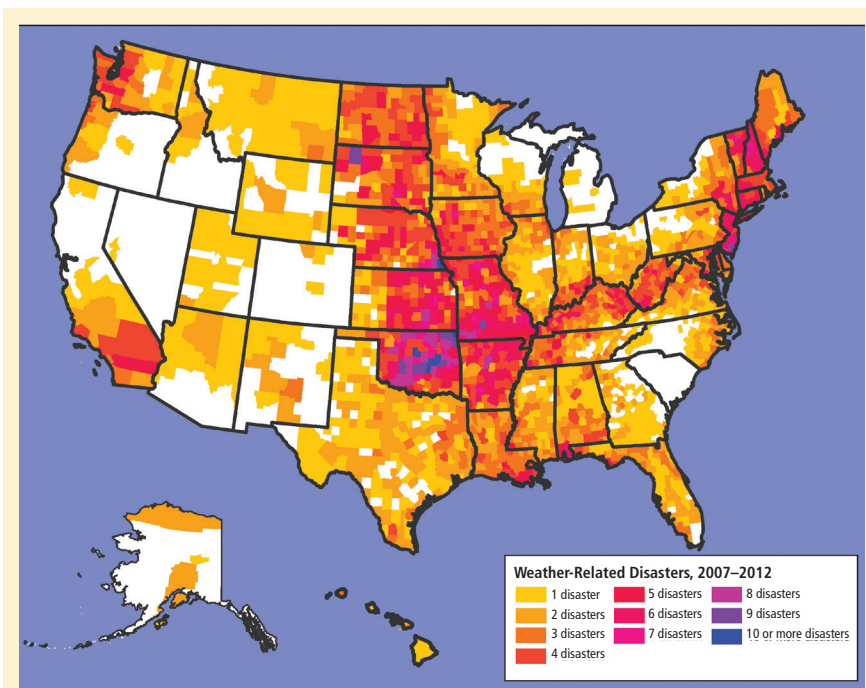 Weather-Related Disasters, 2007–2012
1 disaster
2 disasters
3 disasters
4 disasters
5 disasters
6 disasters
7 disasters
8 disasters
9 disasters
10 or more disasters